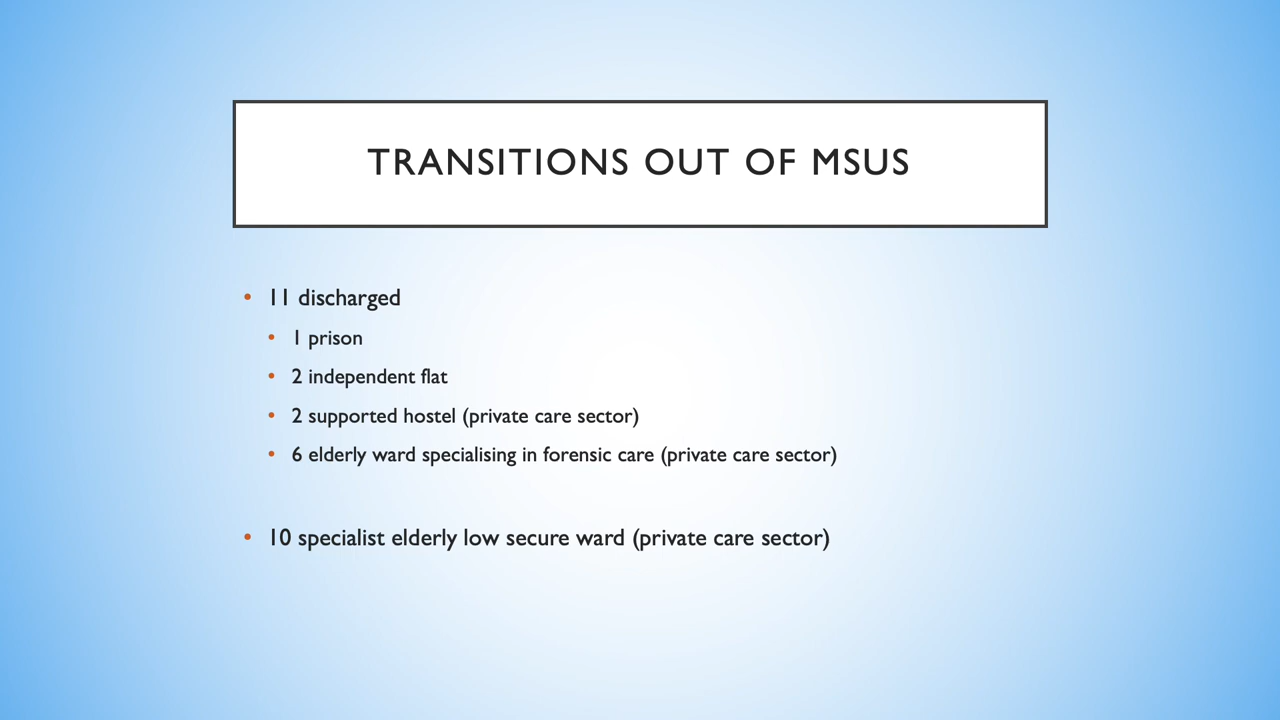 TRANSITIONS OUT OF MSUS
• 11 discharged
• 1 prison
• 2 independent flat
• 2 supported hostel (private care sector)
• 6 elderly ward specialising in forensic care (private care sector)
• 10 specialist elderly low secure ward (private care sector)